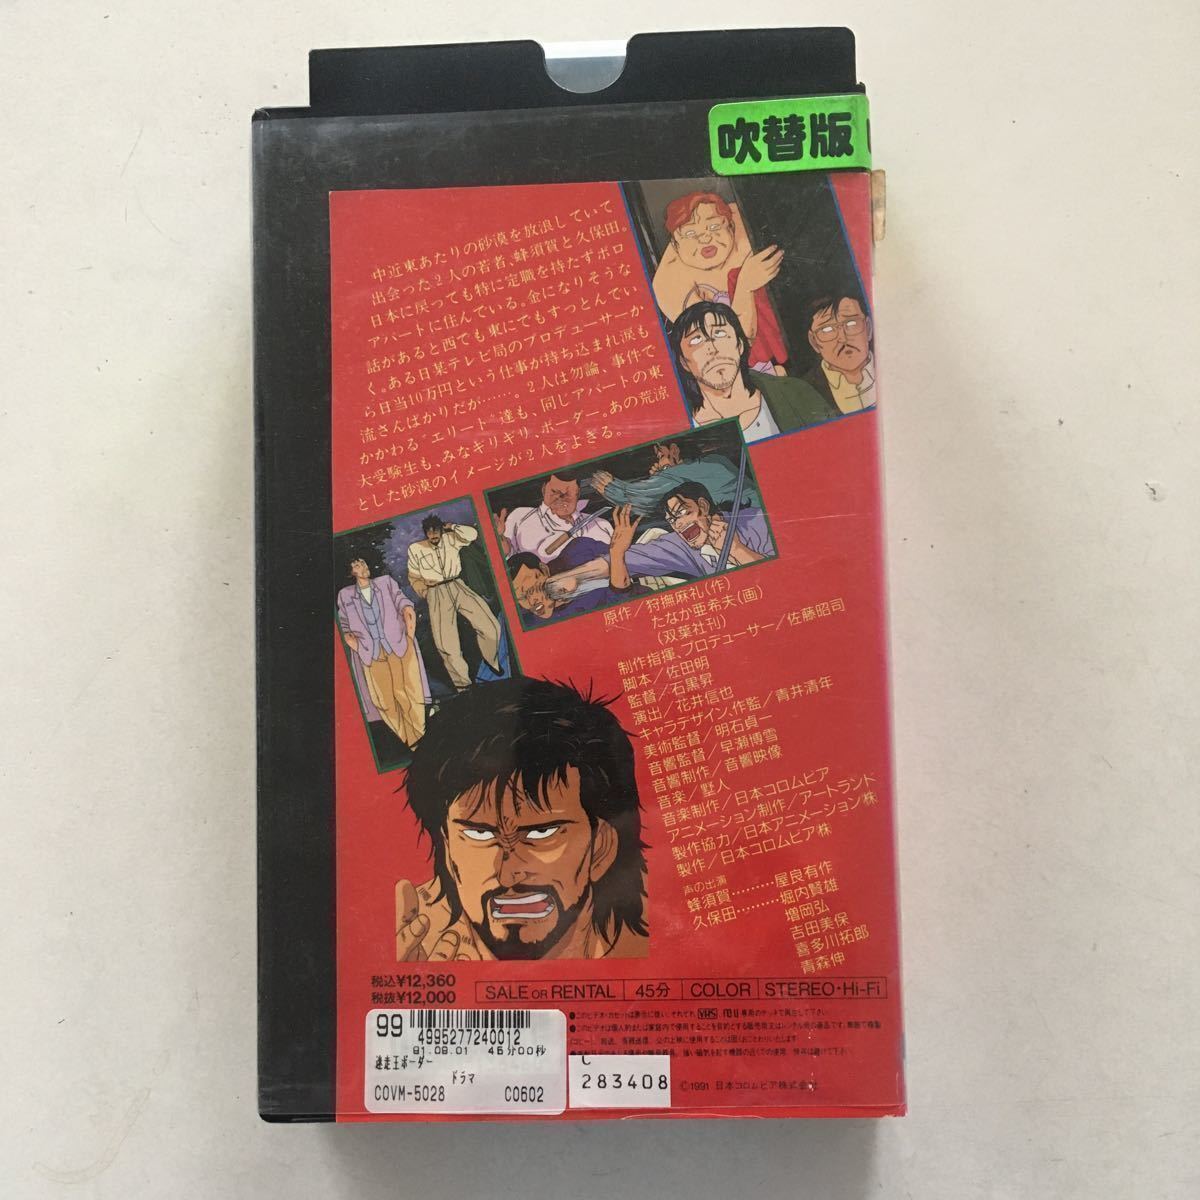 吹替版
中近東あたりの砂漠を放浪していて
出会った2人の若者、蜂須賀と久保田。
日本に戻っても特に定職を持たずボロ
アパートに住んでいる。金になりそうな
話があると西でも東にでもすっとんでい
く。ある日某テレビ局のプロデューサーか
ら日当10万円という仕事が持ち込まれ涙も
流さんばかりだが……。2人は勿論、事件で
かかわる"エリート"達も、同じアパートの東
大受験生も、みなギリギリ、ボーダー。あの荒涼
とした砂漠のイメージが2人をよぎる。
原作/狩撫麻礼(作)
たなか亜希夫(画)
(双葉社刊)
制作指揮、プロデューサー/佐藤昭司
脚本/佐田明
監督/石黒昇
演出/花井信也
キャラデザイン、作監/青井清年
美術監督/明石貞一
音響監督/早瀬博雪
音響制作/音響映像
音楽/野人
音楽制作/日本コロムビア
アニメーション制作/アートランド
製作協力/日本アニメーション(株)
製作/日本コロムビア(株)
声の出演
蜂須賀………屋良有作
久保田………堀内賢雄
増岡弘
吉田美保
喜多川拓郎
青森伸
税込¥12,360
税抜¥12,000
SALE OR RENTAL 45分 COLOR STEREO・Hi-Fi
99
4995277240012
91.08.01 45分00秒
迷走王ボーダー
ドラマ
COVM-5028 C0602
283408
©1991 日本コロムビア株式会社